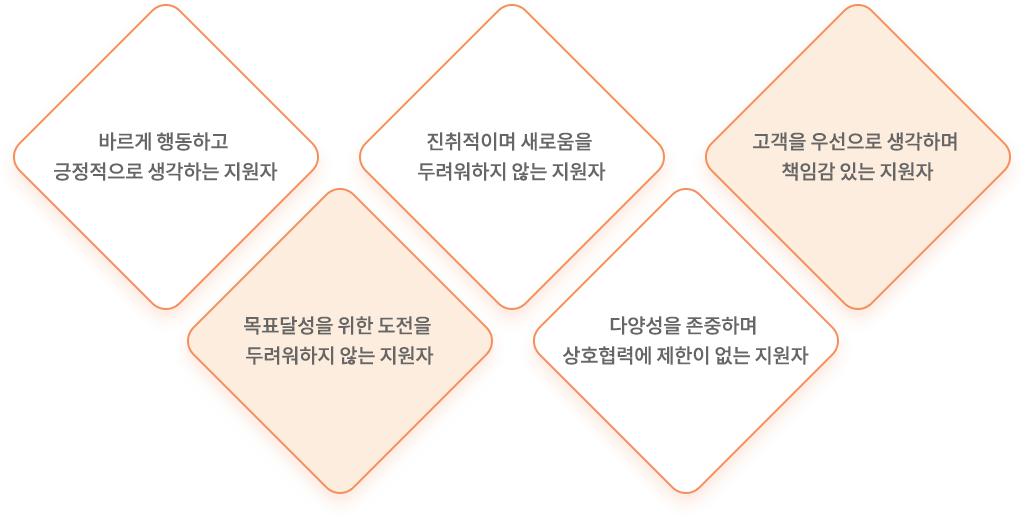 바르게 행동하고
긍정적으로 생각하는 지원자
진취적이며 새로움을
두려워하지 않는 지원자
고객을 우선으로 생각하며
책임감 있는 지원자
목표달성을 위한 도전을
두려워하지 않는 지원자
다양성을 존중하며
상호협력에 제한이 없는 지원자